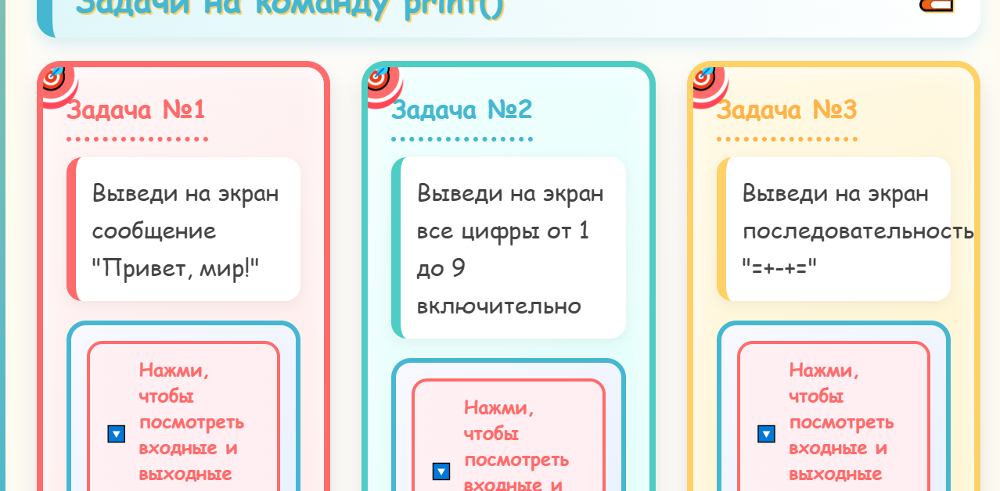 Задачи на команду print()
Задача №1
Выведи на экран
сообщение
"Привет, мир!"
Нажми,
чтобы
посмотреть
входные и
выходные
Задача №2
Выведи на экран
все цифры от 1
до 9
включительно
Нажми,
чтобы
посмотреть
входные и
Задача №3
Выведи на экран
последовательность
"=+-+="
Нажми,
чтобы
посмотреть
входные и
выходные